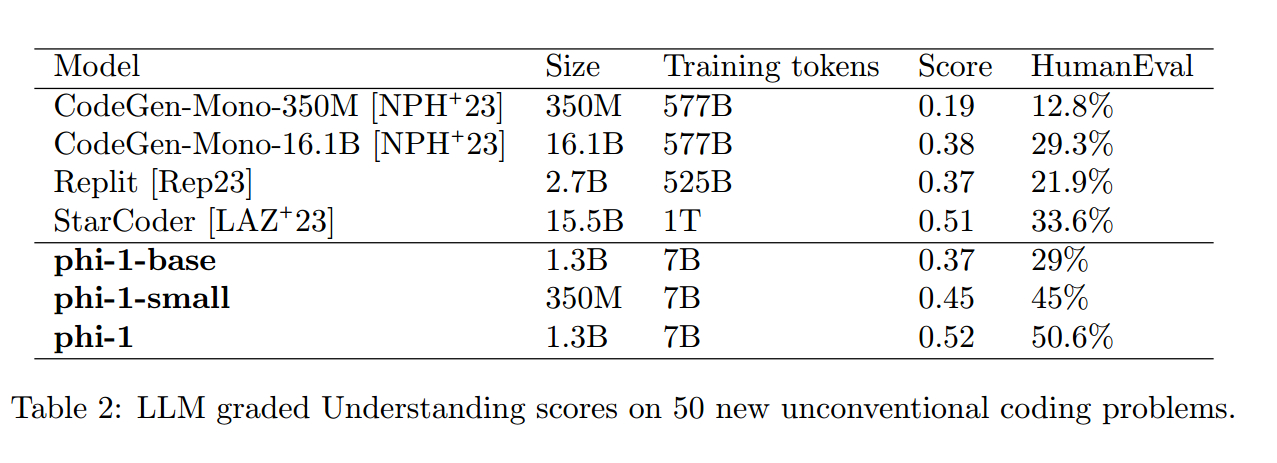 Model Size Training tokens Score HumanEval
CodeGen-Mono-350M [NPH+23] 350M 577B 0.19 12.8%
CodeGen-Mono-16.1B [NPH+23] 16.1B 577B 0.38 29.3%
Replit [Rep23] 2.7B 525B 0.37 21.9%
StarCoder [LAZ+23] 15.5B 1T 0.51 33.6%
phi-1-base 1.3B 7B 0.37 29%
phi-1-small 350M 7B 0.45 45%
phi-1 1.3B 7B 0.52 50.6%
Table 2: LLM graded Understanding scores on 50 new unconventional coding problems.